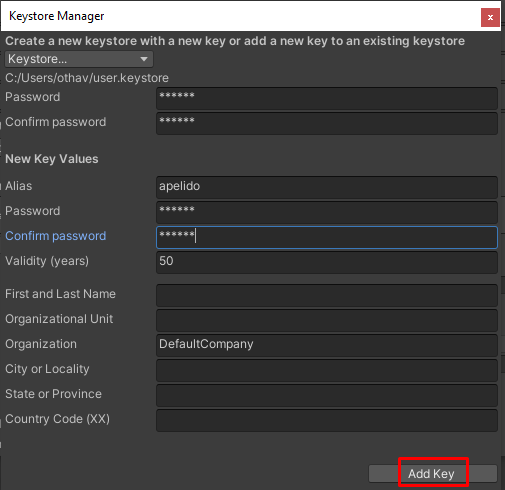 Keystore Manager
x
Create a new keystore with a new key or add a new key to an existing keystore
Keystore...
C:/Users/othav/user.keystore
Password ******
Confirm password ******
New Key Values
Alias apelido
Password ******
Confirm password ******
Validity (years) 50
First and Last Name
Organizational Unit
Organization DefaultCompany
City or Locality
State or Province
Country Code (XX)
Add Key